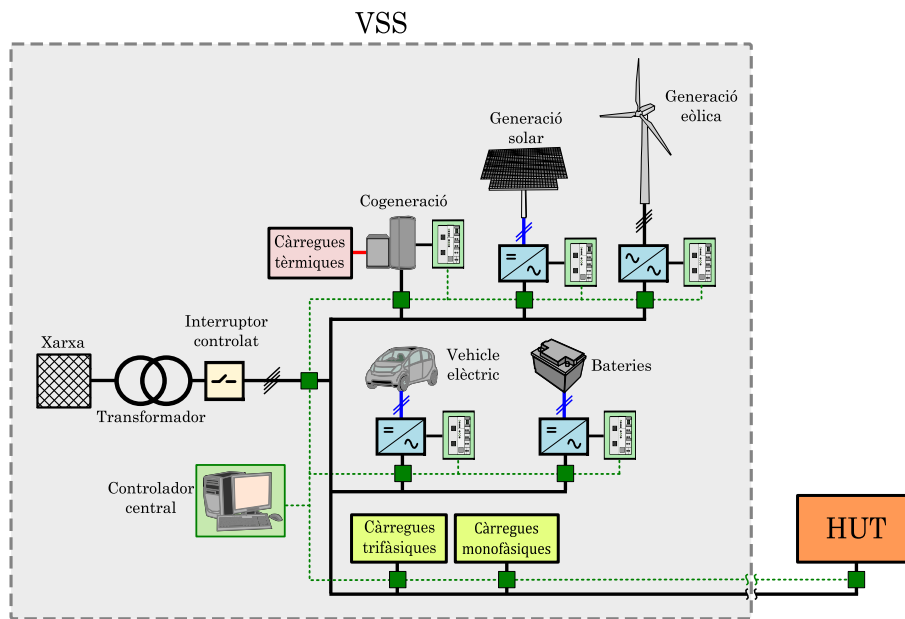 VSS
Generació
eòlica
Generació
solar
Cogeneració
Càrregues
tèrmiques
Xarxa
Interruptor
controlat
Transformador
Vehicle
elèctric
Bateries
Controlador
central
Càrregues
trifàsiques
Càrregues
monofàsiques
HUT